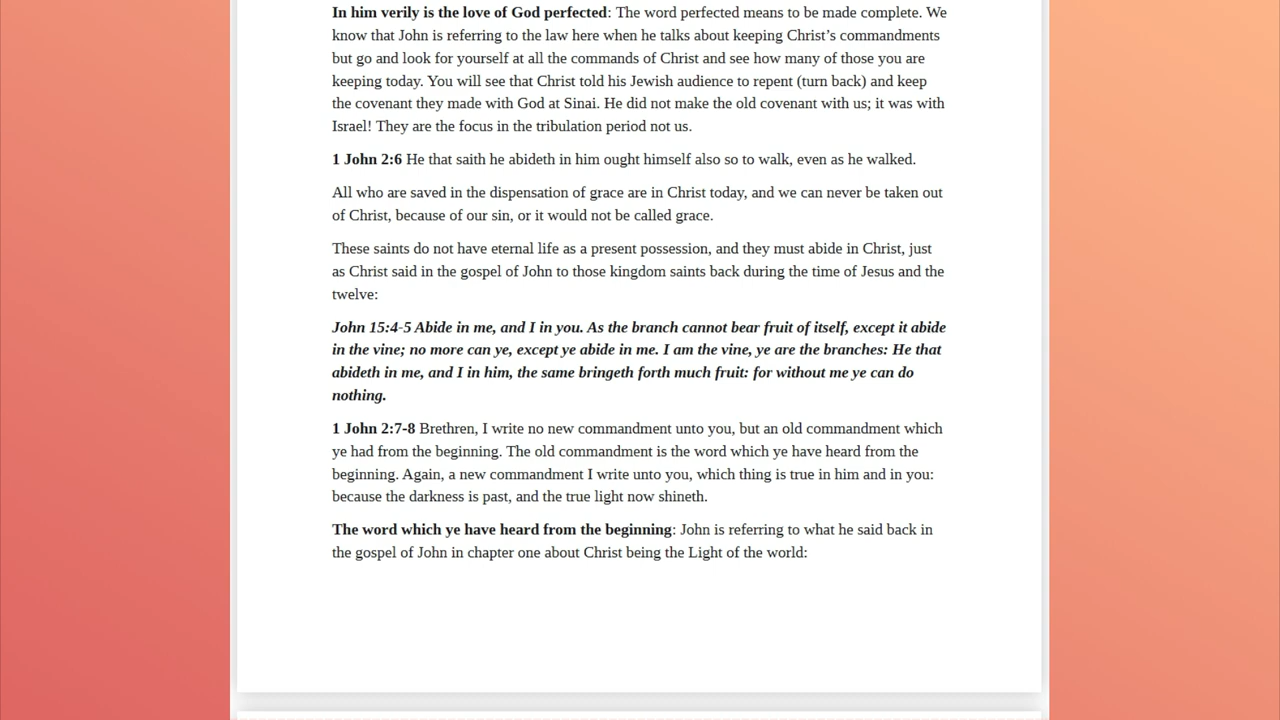 In him verily is the love of God perfected: The word perfected means to be made complete. We
know that John is referring to the law here when he talks about keeping Christ’s commandments
but go and look for yourself at all the commands of Christ and see how many of those you are
keeping today. You will see that Christ told his Jewish audience to repent (turn back) and keep
the covenant they made with God at Sinai. He did not make the old covenant with us; it was with
Israel! They are the focus in the tribulation period not us.
1 John 2:6 He that saith he abideth in him ought himself also so to walk, even as he walked.
All who are saved in the dispensation of grace are in Christ today, and we can never be taken out
of Christ, because of our sin, or it would not be called grace.
These saints do not have eternal life as a present possession, and they must abide in Christ, just
as Christ said in the gospel of John to those kingdom saints back during the time of Jesus and the
twelve:
John 15:4-5 Abide in me, and I in you. As the branch cannot bear fruit of itself, except it abide
in the vine; no more can ye, except ye abide in me. I am the vine, ye are the branches: He that
abideth in me, and I in him, the same bringeth forth much fruit: for without me ye can do
nothing.
1 John 2:7-8 Brethren, I write no new commandment unto you, but an old commandment which
ye had from the beginning. The old commandment is the word which ye have heard from the
beginning. Again, a new commandment I write unto you, which thing is true in him and in you:
because the darkness is past, and the true light now shineth.
The word which ye have heard from the beginning: John is referring to what he said back in
the gospel of John in chapter one about Christ being the Light of the world: